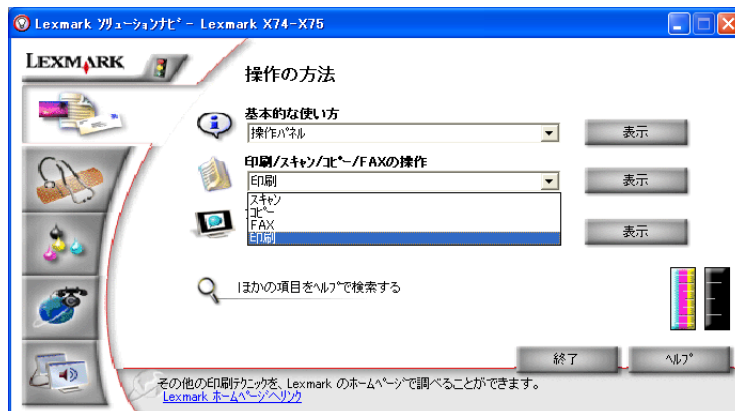 Lexmark ソリューションナビ - Lexmark X74-X75
LEXMARK
操作の方法
基本的な使い方
操作パネル
表示
印刷/スキャン/コピー/FAXの操作
印刷
表示
スキャン
コピー
FAX
印刷
表示
ほかの項目をヘルプで検索する
終了
ヘルプ
その他の印刷テクニックを、Lexmark のホームページで調べることができます。
Lexmark ホームページへリンク